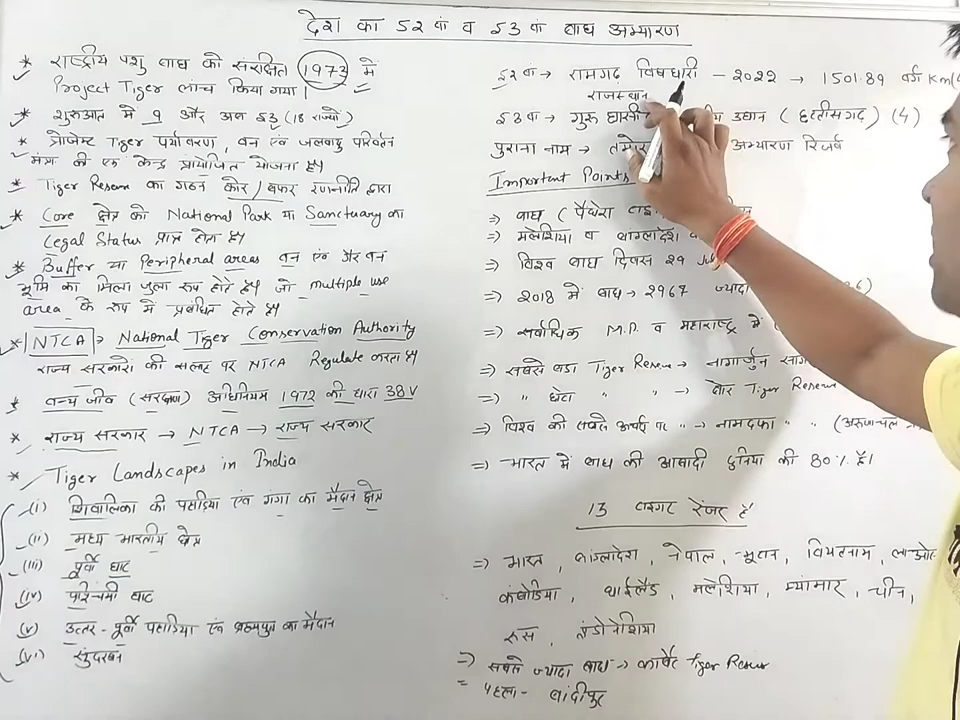 देश का 52 वां व 53 वां बाघ अभ्यारण
* राष्ट्रीय पशु बाघ को संरक्षित 1973 में
Project Tiger लांच किया गया।
* शुरुआत में 9 और अब 53 (18 राज्यों)
* प्रोजेक्ट Tiger पर्यावरण, वन एवं जलवायु परिवर्तन
मंत्रा की एक केन्द्र प्रायोजित योजना है।
* Tiger Reserve का गठन कोर/बफर रणनीति द्वारा
* Core क्षेत्र को National Park या Sanctuary का
Legal Status प्राप्त होता है।
* Buffer या Peripheral areas वन एवं गैर वन
भूमि का मिला जुला रूप होते है। जो multiple use
area के रूप में प्रबंधित होते है।
* NTCA → National Tiger Conservation Authority
राज्य सरकारों की सलाह पर NTCA Regulate करता है।
* वन्य जीव (संरक्षण) अधिनियम 1972 की धारा 38V
* राज्य सरकार → NTCA → राज्य सरकार
* Tiger Landscapes in India
(i) शिवालिका की पहाड़िया एवं गंगा का मैदान क्षेत्र
(ii) मध्य भारतीय क्षेत्र
(iii) पूर्वी घाट
(iv) पश्चिमी घाट
(v) उत्तर-पूर्वी पहाडिया एवं ब्रह्मपुत्र का मैदान
(vi) सुंदरबन
52 वां → रामगढ़ विषधारी - 2022 → 1501.89 वर्ग Km
राजस्थान
53 वां → गुरु घासी उद्यान (छत्तीसगढ़) (4)
पुराना नाम → अभ्यारण रिजर्व
Important Points
⇒ बाघ (पैंथेरा
⇒ मलेशिया व बांग्लादेश
⇒ विश्व बाघ दिवस 29
⇒ 2018 में बाघ → 2967 ज्यादा
⇒ सर्वाधिक M.P. व महाराष्ट्र में
⇒ सबसे बडा Tiger Reserve → नागार्जुन
⇒ " छोटा " " → बोर Tiger Reserve
⇒ विश्व की सबसे ऊंचाई पर " → नामदफा " "
⇒ भारत में बाघ की आबादी दुनिया की 80% है।
13 टाइगर रेंजर है
⇒ भारत, बांग्लादेश, नेपाल, भूटान, वियटनाम,
कंबोडिया, थाईलैंड, मलेशिया, म्यांमार, चीन,
रूस, इंडोनेशिया
⇒ सबसे ज्यादा बाघ → कार्बेट Tiger Reserve
= पहला - बांदीपुर